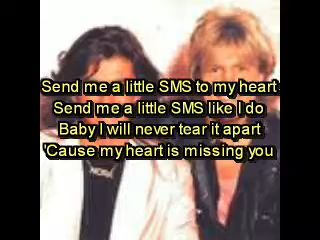 Send me a little SMS to my heart
Send me a little SMS like I do
Baby I will never tear it apart
'Cause my heart is missing you